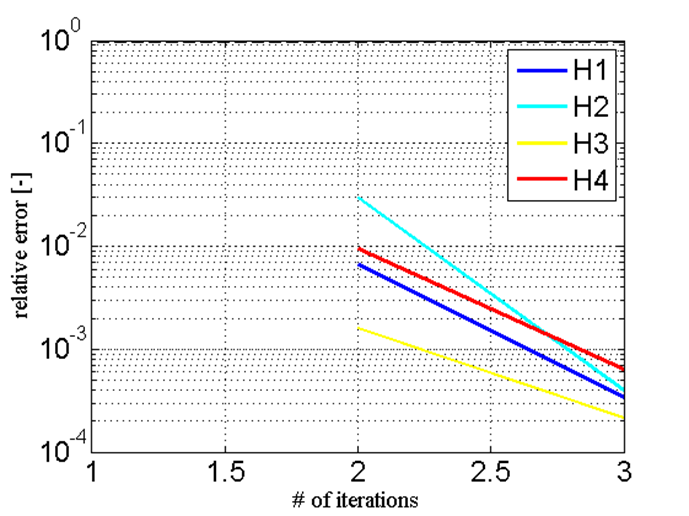 10^0
10^-1
10^-2
10^-3
10^-4
relative error [-]
1
1.5
2
2.5
3
# of iterations
H1
H2
H3
H4